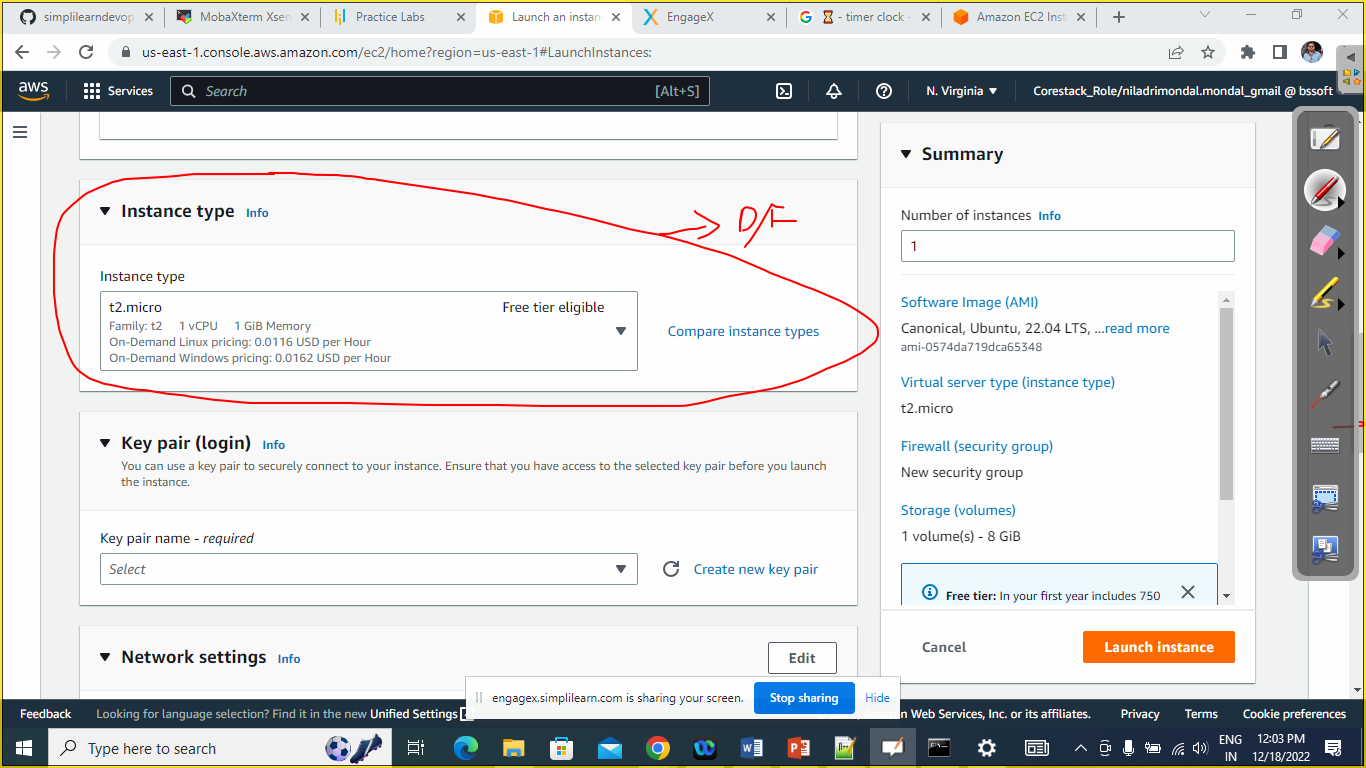 simplilearndevop
MobaXterm Xserv
Practice Labs
Launch an instan
EngageX
- timer clock -
Amazon EC2 Inst
us-east-1.console.aws.amazon.com/ec2/home?region=us-east-1#LaunchInstances:
aws
Services
Search
[Alt+S]
N. Virginia
Corestack_Role/niladrimondal.mondal_gmail @ bssoft
Instance type Info
D/F
Instance type
t2.micro
Free tier eligible
Family: t2 1 vCPU 1 GiB Memory
On-Demand Linux pricing: 0.0116 USD per Hour
On-Demand Windows pricing: 0.0162 USD per Hour
Compare instance types
Key pair (login) Info
You can use a key pair to securely connect to your instance. Ensure that you have access to the selected key pair before you launch
the instance.
Key pair name - required
Select
Create new key pair
Network settings Info
Edit
Summary
Number of instances Info
1
Software Image (AMI)
Canonical, Ubuntu, 22.04 LTS, ...read more
ami-0574da719dca65348
Virtual server type (instance type)
t2.micro
Firewall (security group)
New security group
Storage (volumes)
1 volume(s) - 8 GiB
Free tier: In your first year includes 750
Cancel
Launch instance
engagex.simplilearn.com is sharing your screen.
Stop sharing
Hide
Feedback
Looking for language selection? Find it in the new Unified Settings
Web Services, Inc. or its affiliates.
Privacy
Terms
Cookie preferences
Type here to search
ENG
IN
12:03 PM
12/18/2022